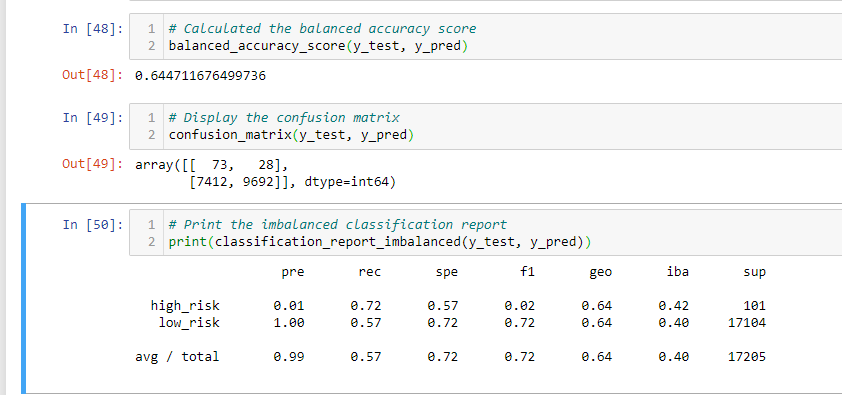 In [48]: 1 # Calculated the balanced accuracy score
2 balanced_accuracy_score(y_test, y_pred)
Out[48]: 0.644711676499736
In [49]: 1 # Display the confusion matrix
2 confusion_matrix(y_test, y_pred)
Out[49]: array([[ 73, 28],
[7412, 9692]], dtype=int64)
In [50]: 1 # Print the imbalanced classification report
2 print(classification_report_imbalanced(y_test, y_pred))
pre rec spe f1 geo iba sup
high_risk 0.01 0.72 0.57 0.02 0.64 0.42 101
low_risk 1.00 0.57 0.72 0.72 0.64 0.40 17104
avg / total 0.99 0.57 0.72 0.72 0.64 0.40 17205